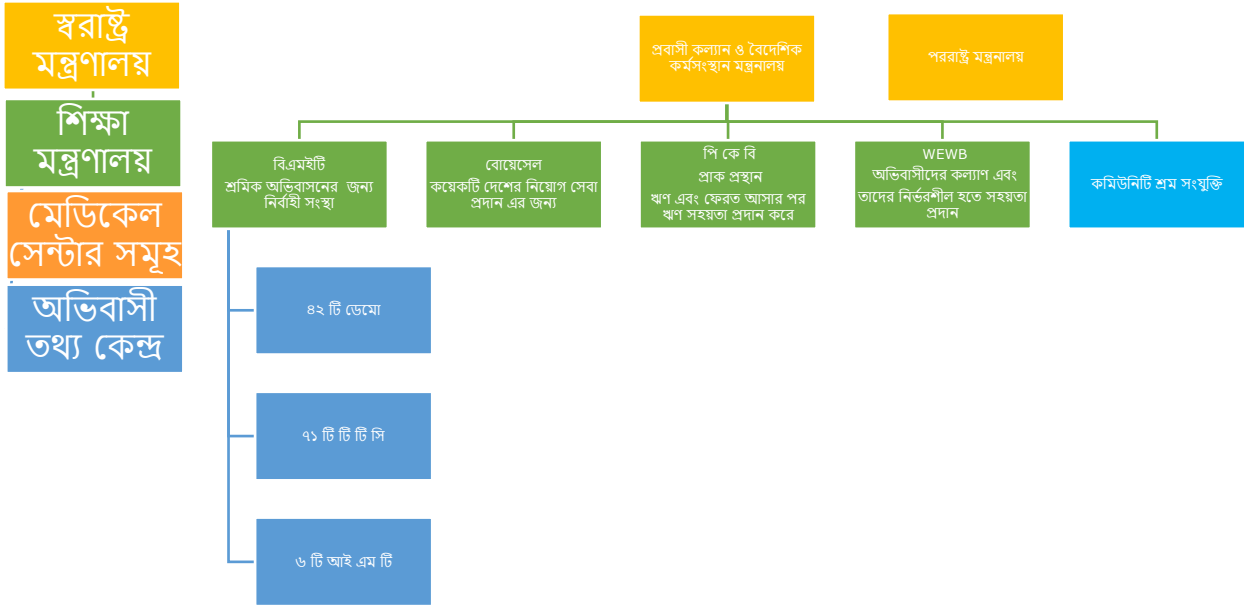 স্বরাষ্ট্র
মন্ত্রণালয়
শিক্ষা
মন্ত্রণালয়
মেডিকেল
সেন্টার সমূহ
অভিবাসী
তথ্য কেন্দ্র
প্রবাসী কল্যান ও বৈদেশিক
কর্মসংস্থান মন্ত্রনালয়
পররাষ্ট্র মন্ত্রনালয়
বিএমইটি
শ্রমিক অভিবাসনের জন্য
নির্বাহী সংস্থা
বোয়েসেল
কয়েকটি দেশের নিয়োগ সেবা
প্রদান এর জন্য
পি কে বি
প্রাক প্রস্থান
ঋণ এবং ফেরত আসার পর
ঋণ সহয়তা প্রদান করে
WEWB
অভিবাসীদের কল্যাণ এবং
তাদের নির্ভরশীল হতে সহয়তা
প্রদান
কমিউনিটি শ্রম সংযুক্তি
৪২ টি ডেমো
৭১ টি টি টি সি
৬ টি আই এম টি